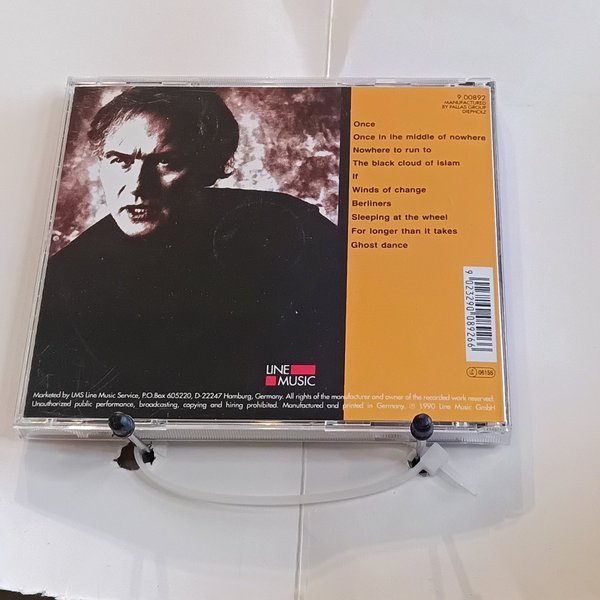 9 00892
MANUFACTURED
BY PALLAS GROUP
DIEPHOLZ
Once
Once in the middle of nowhere
Nowhere to run to
The black cloud of islam
If
Winds of change
Berliners
Sleeping at the wheel
For longer than it takes
Ghost dance
9 023290 089266
LC 08155
LINE
MUSIC
Marketed by LMS Line Music Service, P.O.Box 605220, D-22247 Hamburg, Germany. All rights of the manufacturer and owner of the recorded work reserved.
Unauthorized public performance, broadcasting, copying and hiring prohibited. Manufactured and printed in Germany. ℗ 1990 Line Music GmbH